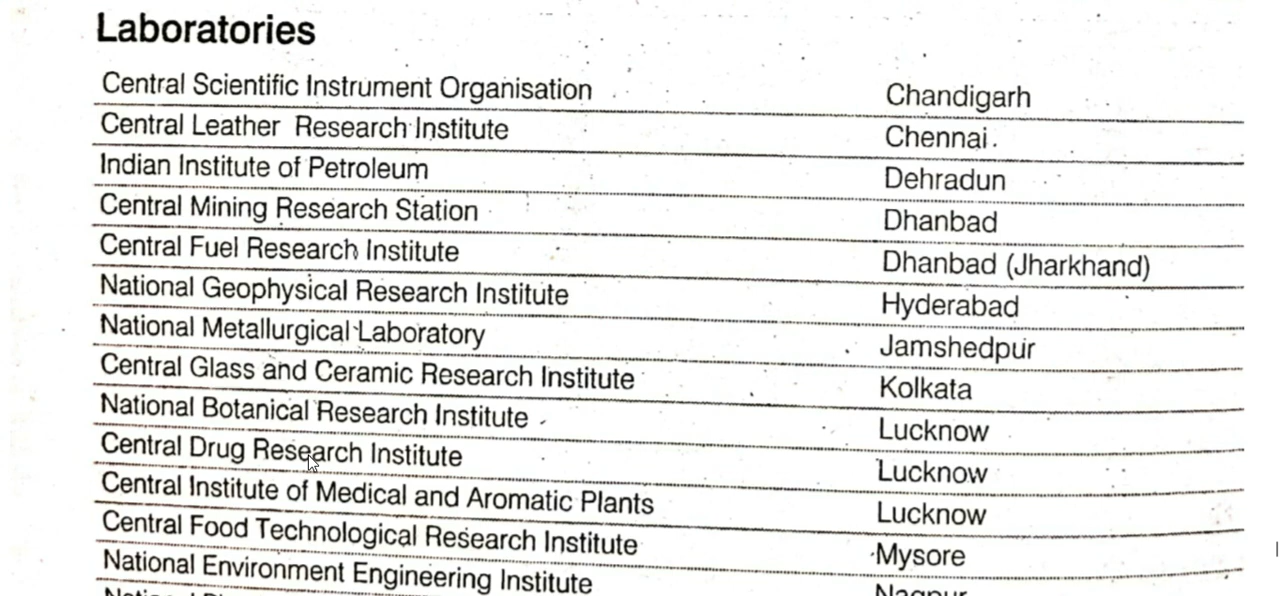 Laboratories
Central Scientific Instrument Organisation Chandigarh
Central Leather Research Institute Chennai
Indian Institute of Petroleum Dehradun
Central Mining Research Station Dhanbad
Central Fuel Research Institute Dhanbad (Jharkhand)
National Geophysical Research Institute Hyderabad
National Metallurgical Laboratory Jamshedpur
Central Glass and Ceramic Research Institute Kolkata
National Botanical Research Institute Lucknow
Central Drug Research Institute Lucknow
Central Institute of Medical and Aromatic Plants Lucknow
Central Food Technological Research Institute Mysore
National Environment Engineering Institute Nagpur
National